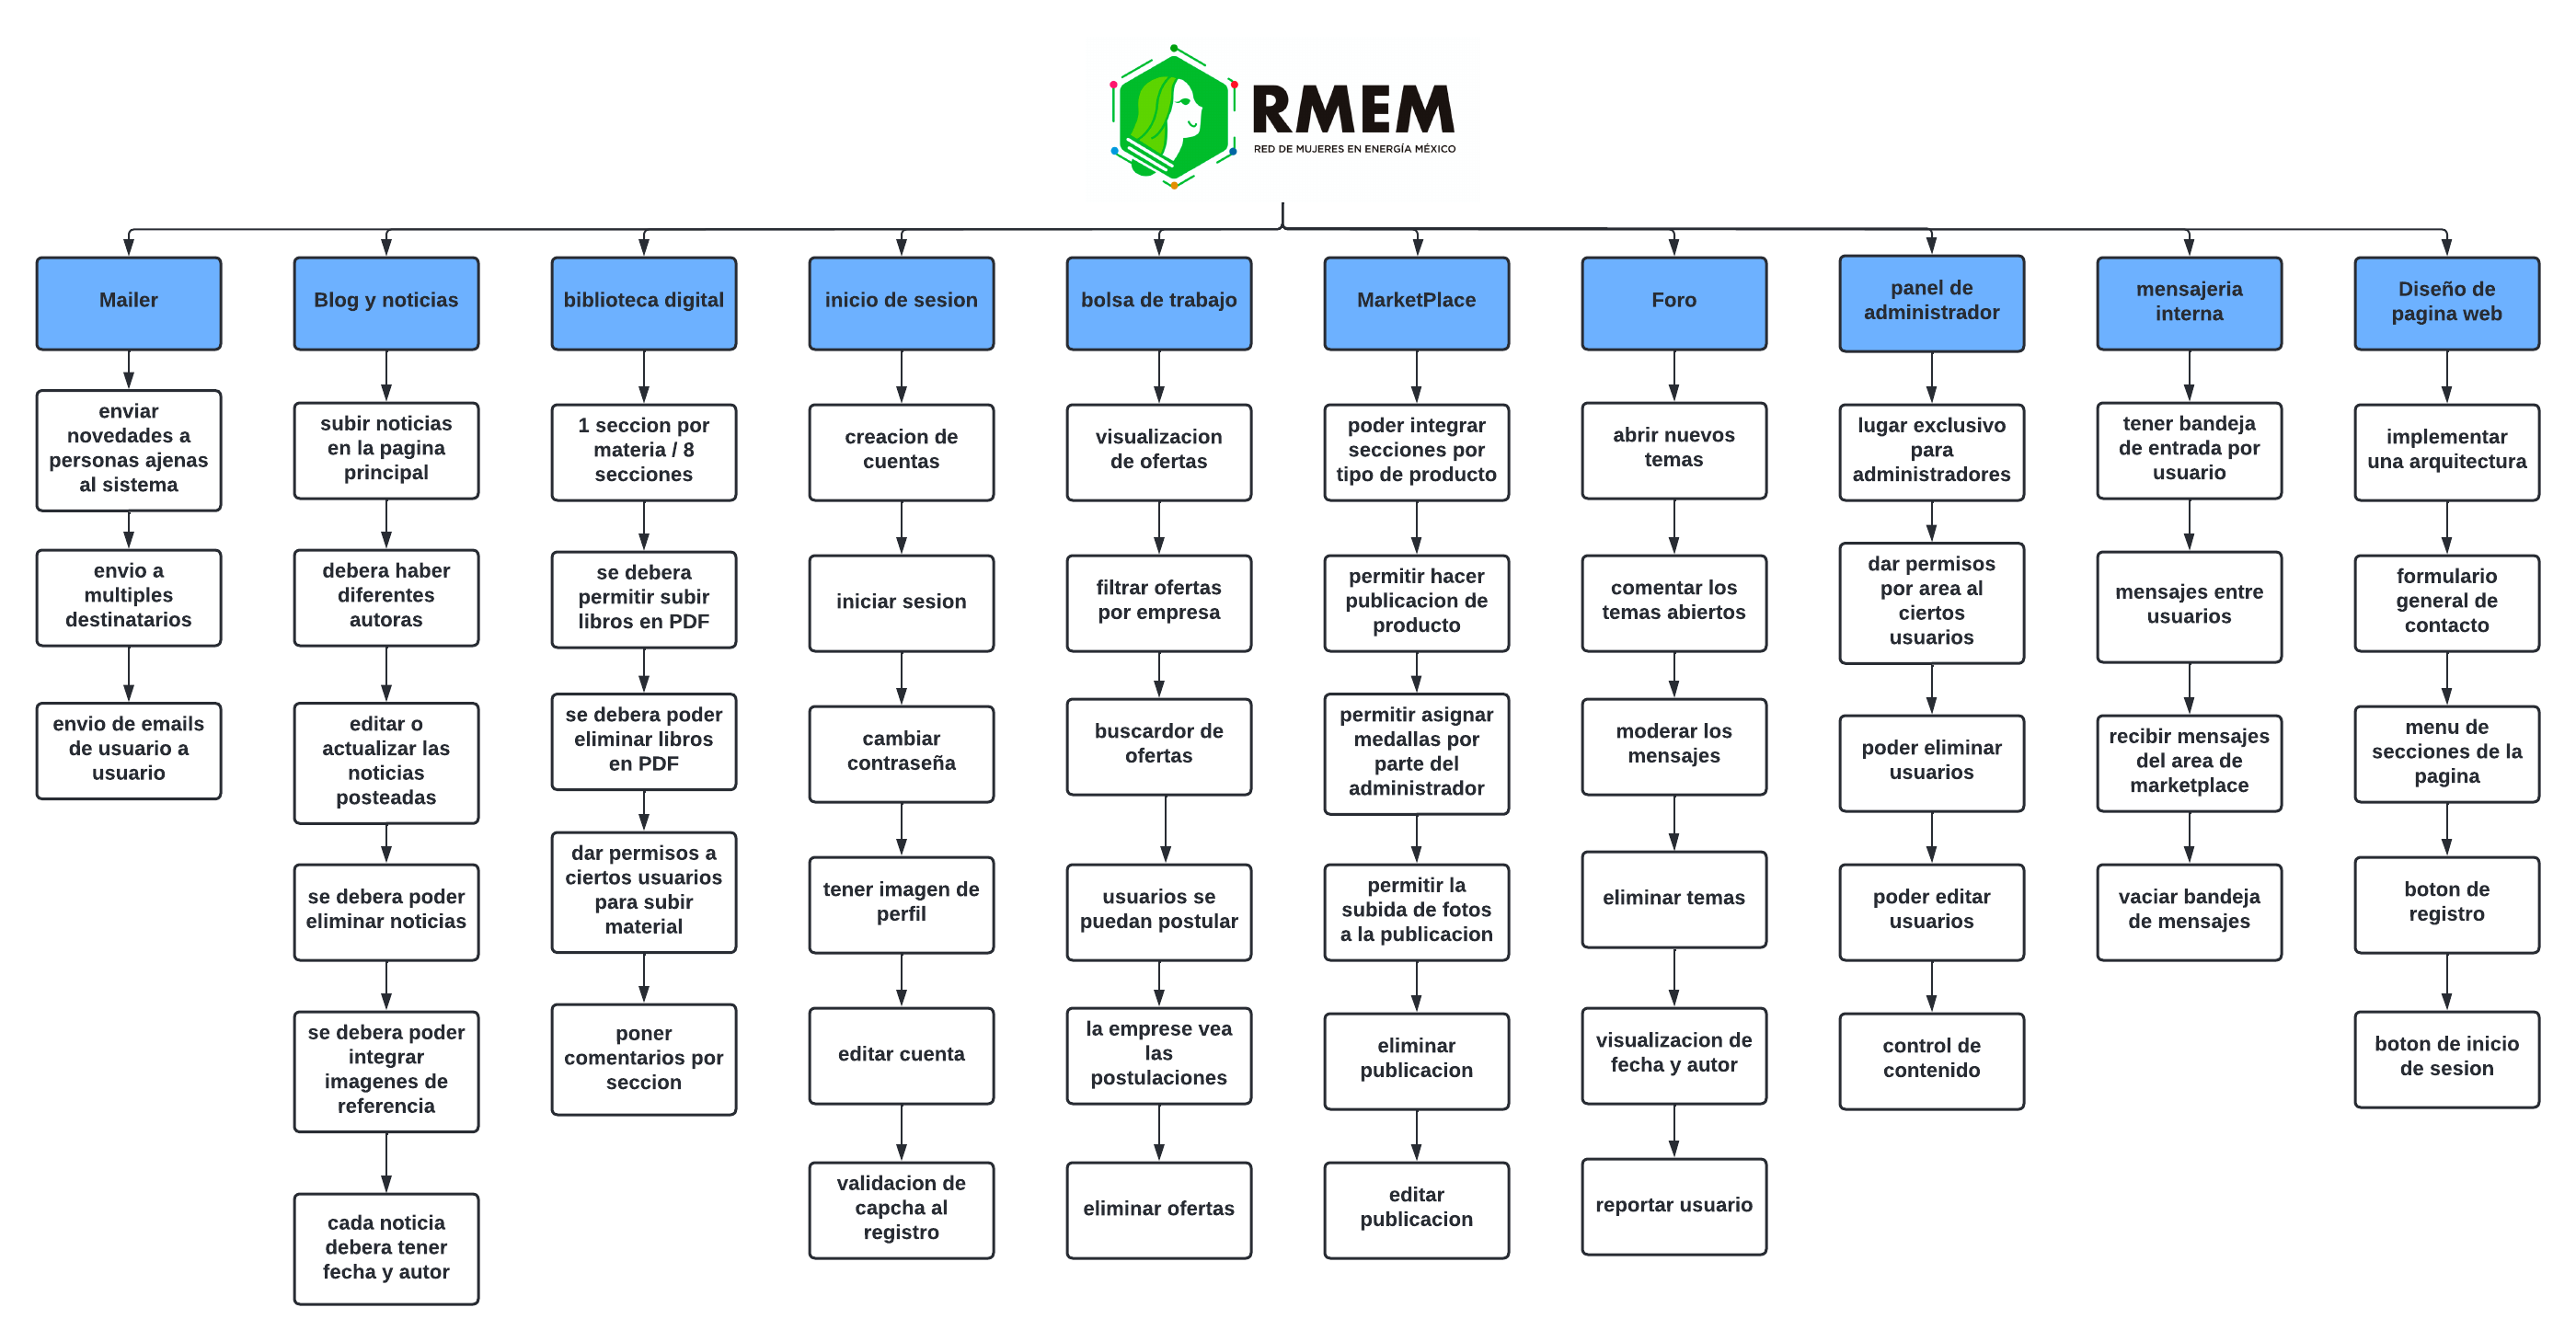 RMEM
RED DE MUJERES EN ENERGÍA MÉXICO
Mailer
enviar
novedades a
personas ajenas
al sistema
envio a
multiples
destinatarios
envio de emails
de usuario a
usuario
Blog y noticias
subir noticias
en la pagina
principal
debera haber
diferentes
autoras
editar o
actualizar las
noticias
posteadas
se debera poder
eliminar noticias
se debera poder
integrar
imagenes de
referencia
cada noticia
debera tener
fecha y autor
biblioteca digital
1 seccion por
materia / 8
secciones
se debera
permitir subir
libros en PDF
se debera poder
eliminar libros
en PDF
dar permisos a
ciertos usuarios
para subir
material
poner
comentarios por
seccion
inicio de sesion
creacion de
cuentas
iniciar sesion
cambiar
contraseña
tener imagen de
perfil
editar cuenta
validacion de
capcha al
registro
bolsa de trabajo
visualizacion
de ofertas
filtrar ofertas
por empresa
buscardor de
ofertas
usuarios se
puedan postular
la emprese vea
las
postulaciones
eliminar ofertas
MarketPlace
poder integrar
secciones por
tipo de producto
permitir hacer
publicacion de
producto
permitir asignar
medallas por
parte del
administrador
permitir la
subida de fotos
a la publicacion
eliminar
publicacion
editar
publicacion
Foro
abrir nuevos
temas
comentar los
temas abiertos
moderar los
mensajes
eliminar temas
visualizacion de
fecha y autor
reportar usuario
panel de
administrador
lugar exclusivo
para
administradores
dar permisos
por area al
ciertos
usuarios
poder eliminar
usuarios
poder editar
usuarios
control de
contenido
mensajeria
interna
tener bandeja
de entrada por
usuario
mensajes entre
usuarios
recibir mensajes
del area de
marketplace
vaciar bandeja
de mensajes
Diseño de
pagina web
implementar
una arquitectura
formulario
general de
contacto
menu de
secciones de la
pagina
boton de
registro
boton de inicio
de sesion